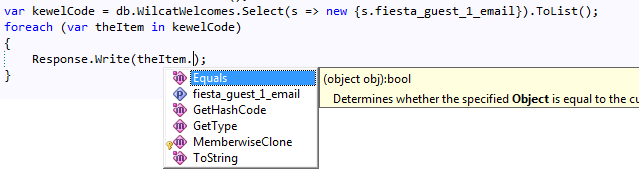 var kewelCode = db.WilcatWelcomes.Select(s => new {s.fiesta_guest_1_email}).ToList();
foreach (var theItem in kewelCode)
{
Response.Write(theItem.);
}
Equals
fiesta_guest_1_email
GetHashCode
GetType
MemberwiseClone
ToString
(object obj):bool
Determines whether the specified Object is equal to the